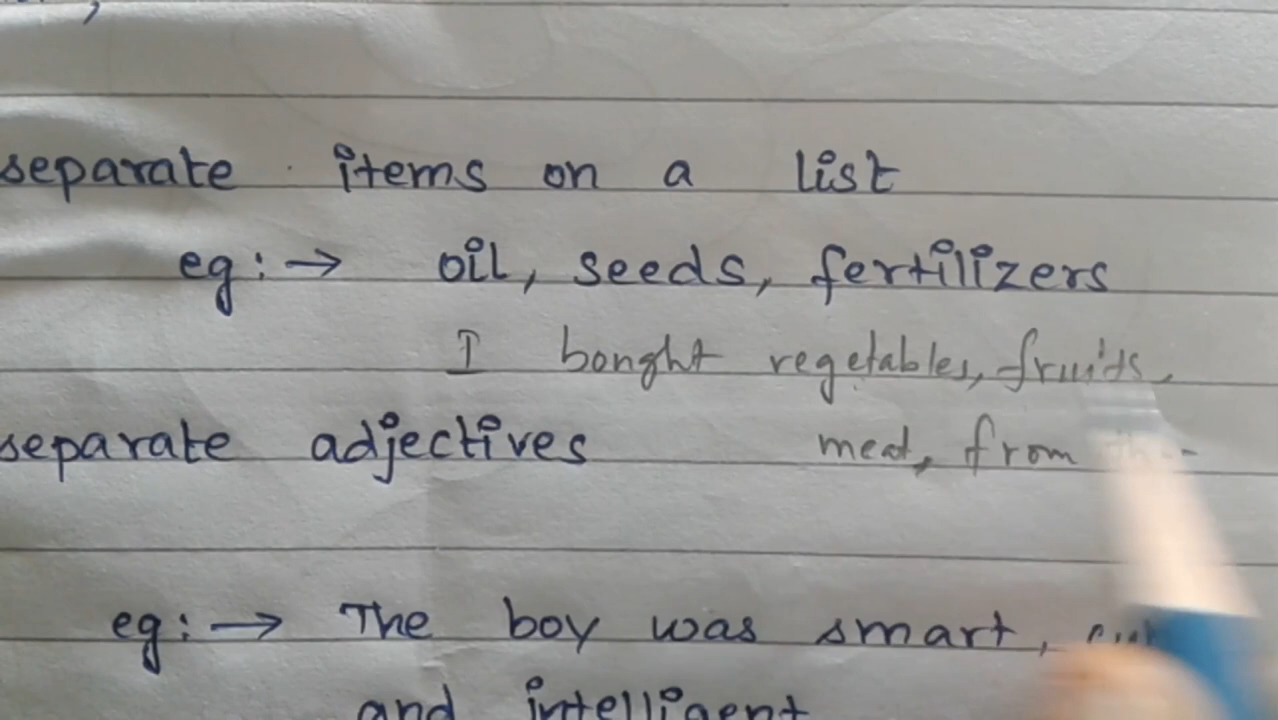 separate items on a list
eg: → oil, seeds, fertilizers
I bought vegetables, fruits,
separate adjectives
meat, from
eg: → The boy was smart,
and intelligent